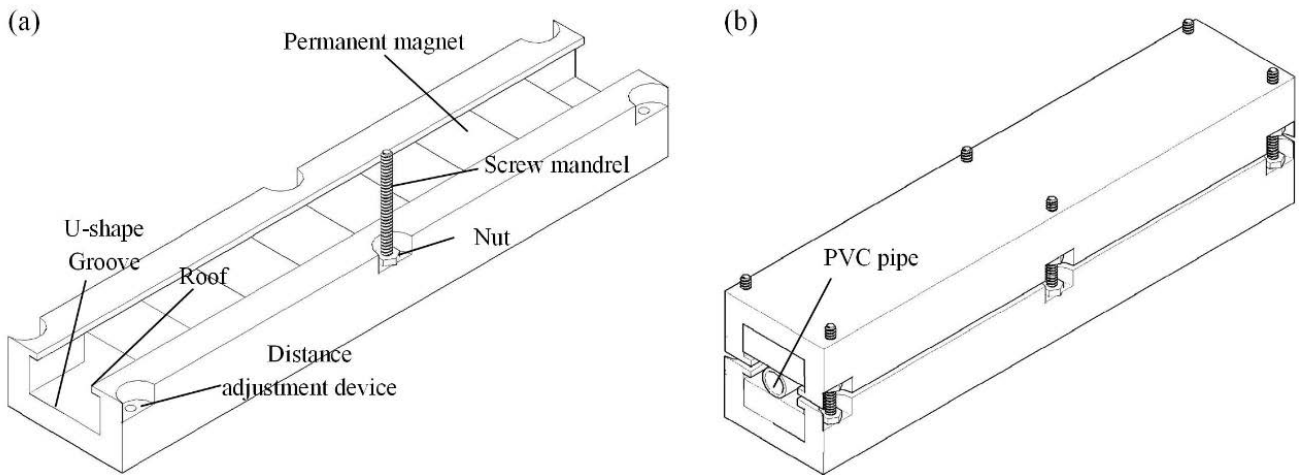 (a)
Permanent magnet
Screw mandrel
U-shape
Groove
Roof
Nut
Distance
adjustment device
(b)
PVC pipe